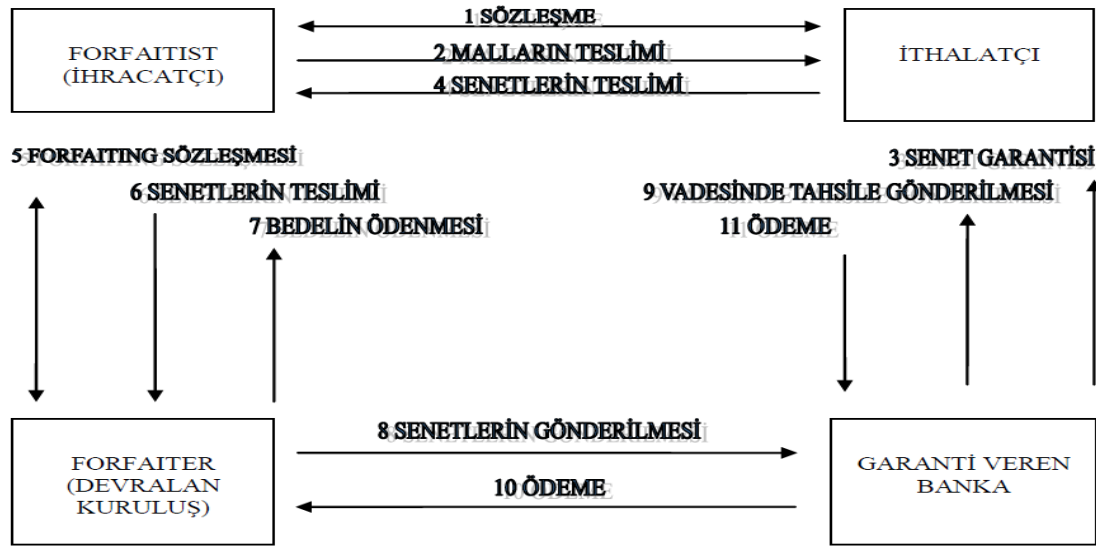 1 SÖZLEŞME
FORFAITIST
(İHRACATÇI)
2 MALLARIN TESLİMİ
4 SENETLERİN TESLİMİ
İTHALATÇI
5 FORFAITING SÖZLEŞMESİ
3 SENET GARANTİSİ
6 SENETLERİN TESLİMİ
9 VADESİNDE TAHSİLE GÖNDERİLMESİ
7 BEDELİN ÖDENMESİ
11 ÖDEME
8 SENETLERİN GÖNDERİLMESİ
FORFAITER
(DEVRALAN
KURULUŞ)
10 ÖDEME
GARANTİ VEREN
BANKA